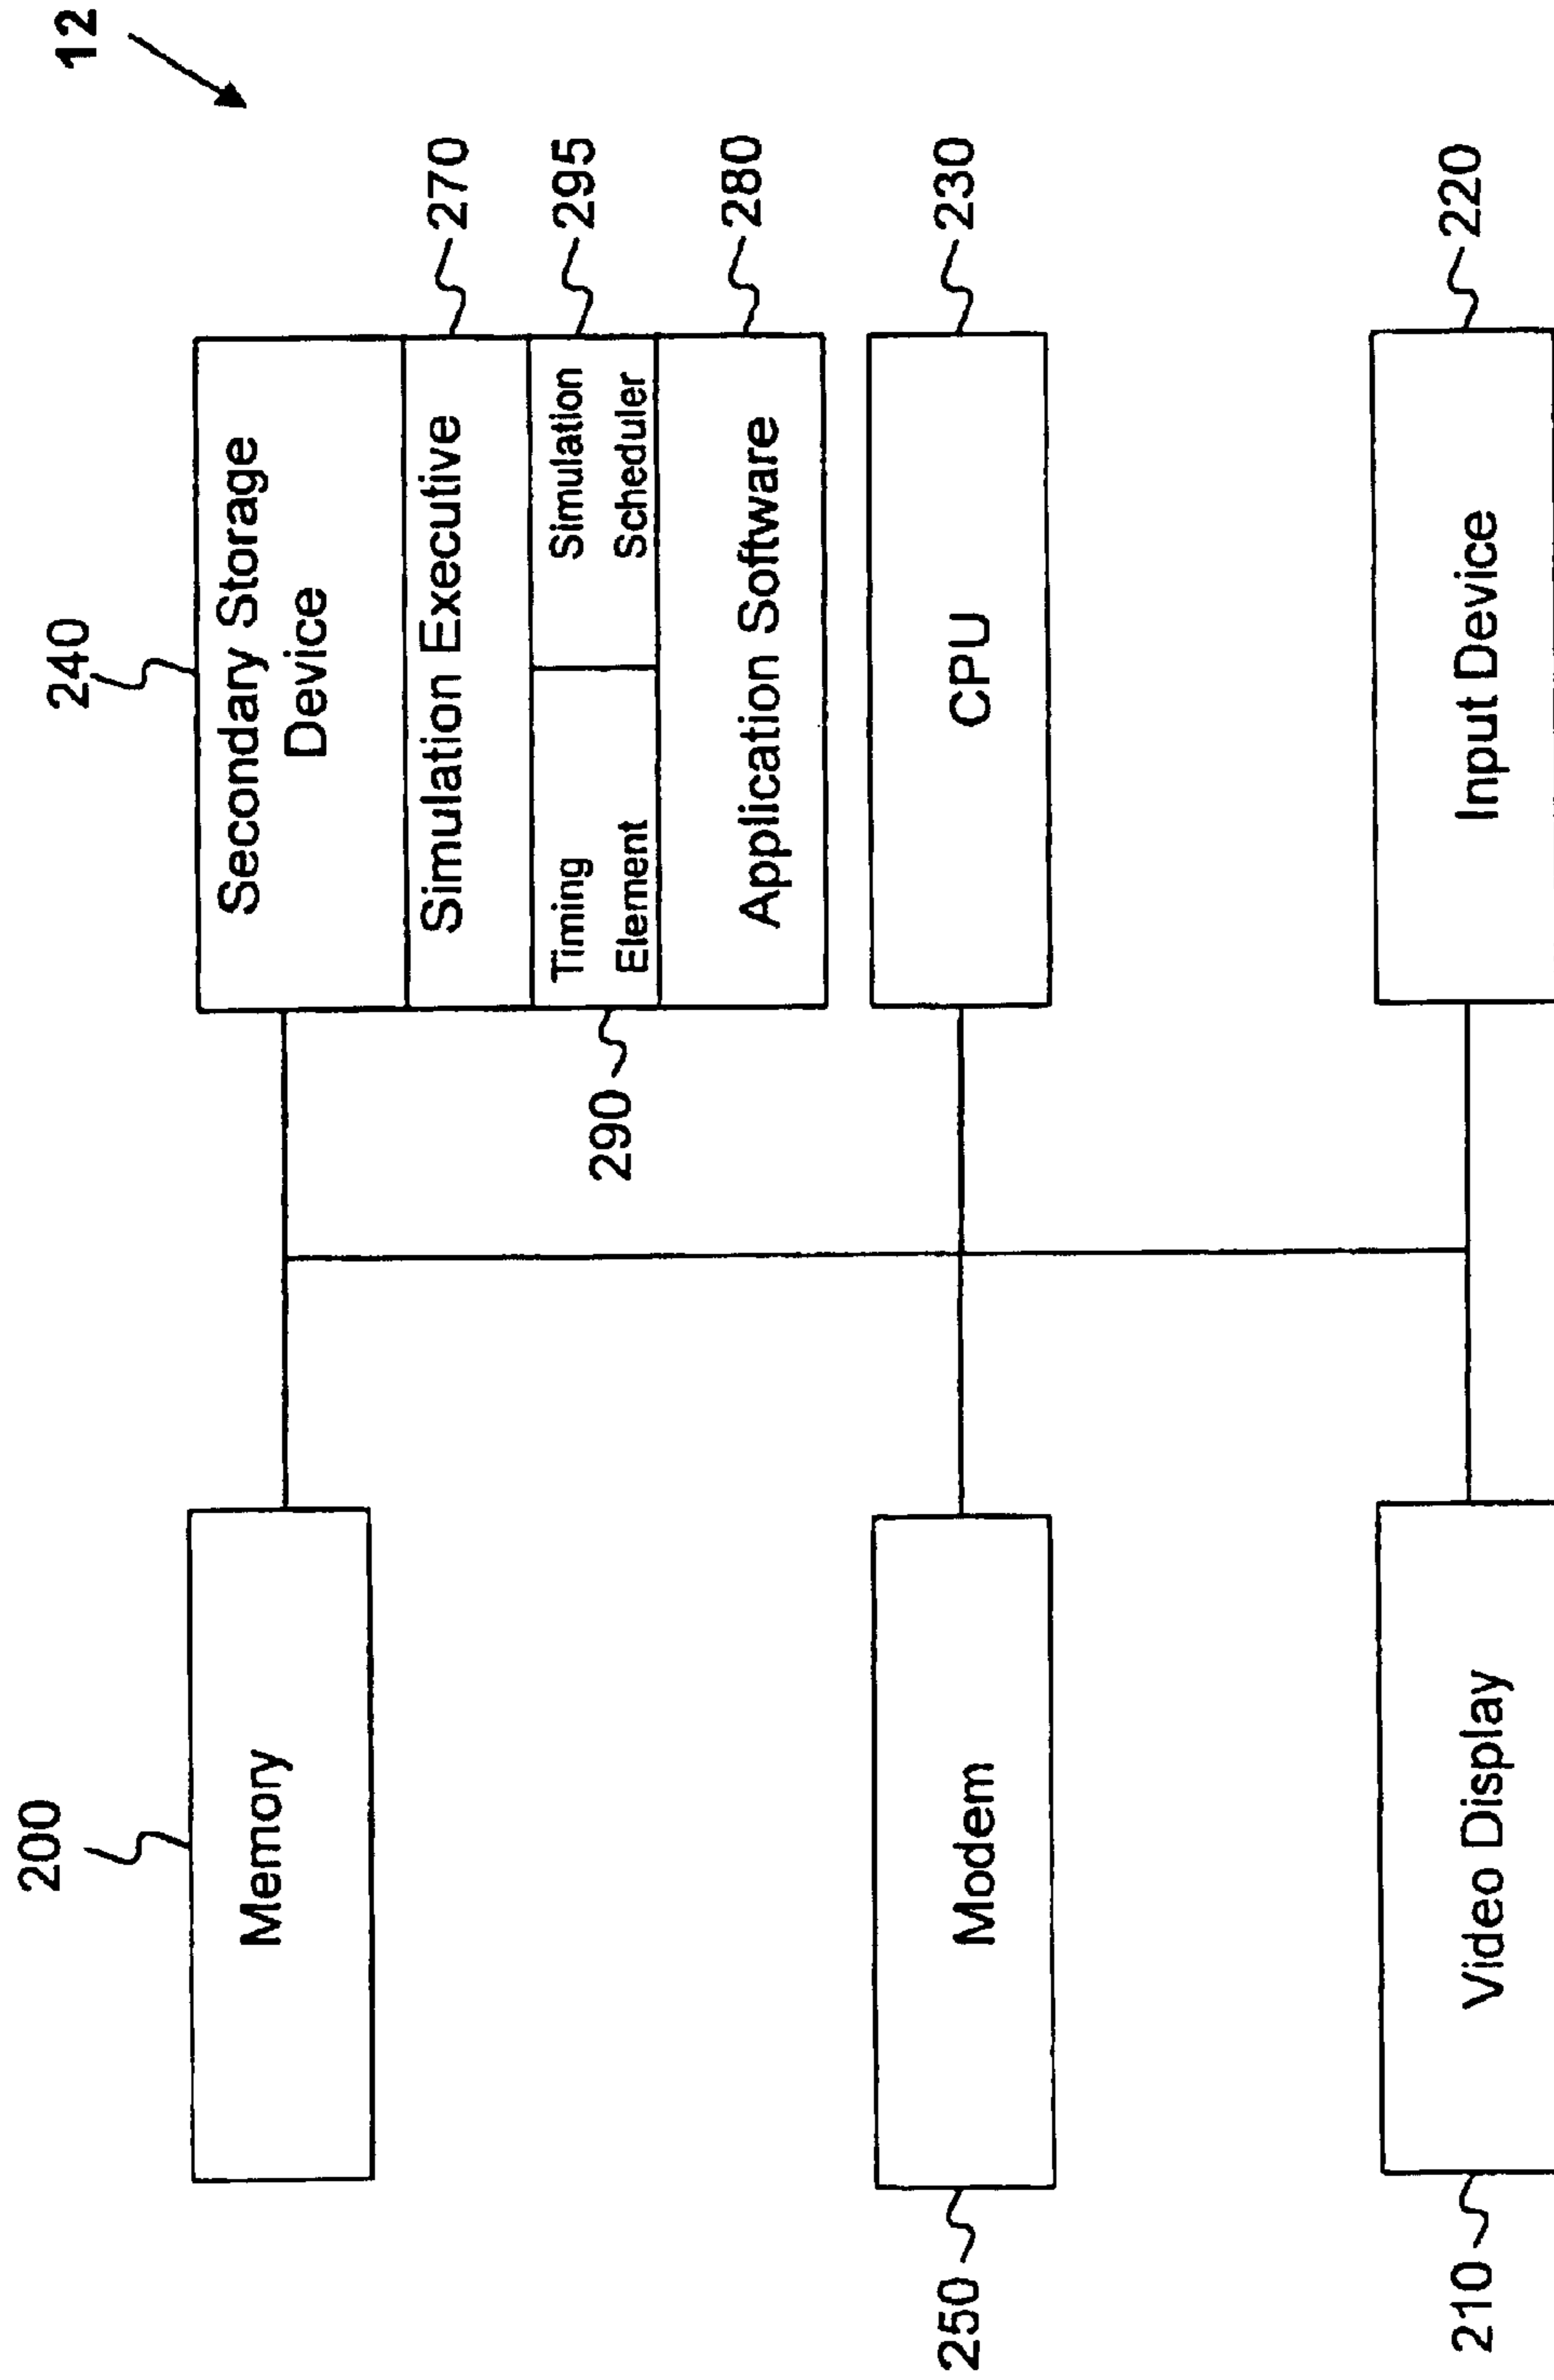 12
200
240
Memory
Secondary Storage
Device
Simulation Executive
270
Timing
Element
Simulation
Scheduler
295
290
Application Software
280
250
Modem
CPU
230
210
Video Display
Input Device
220